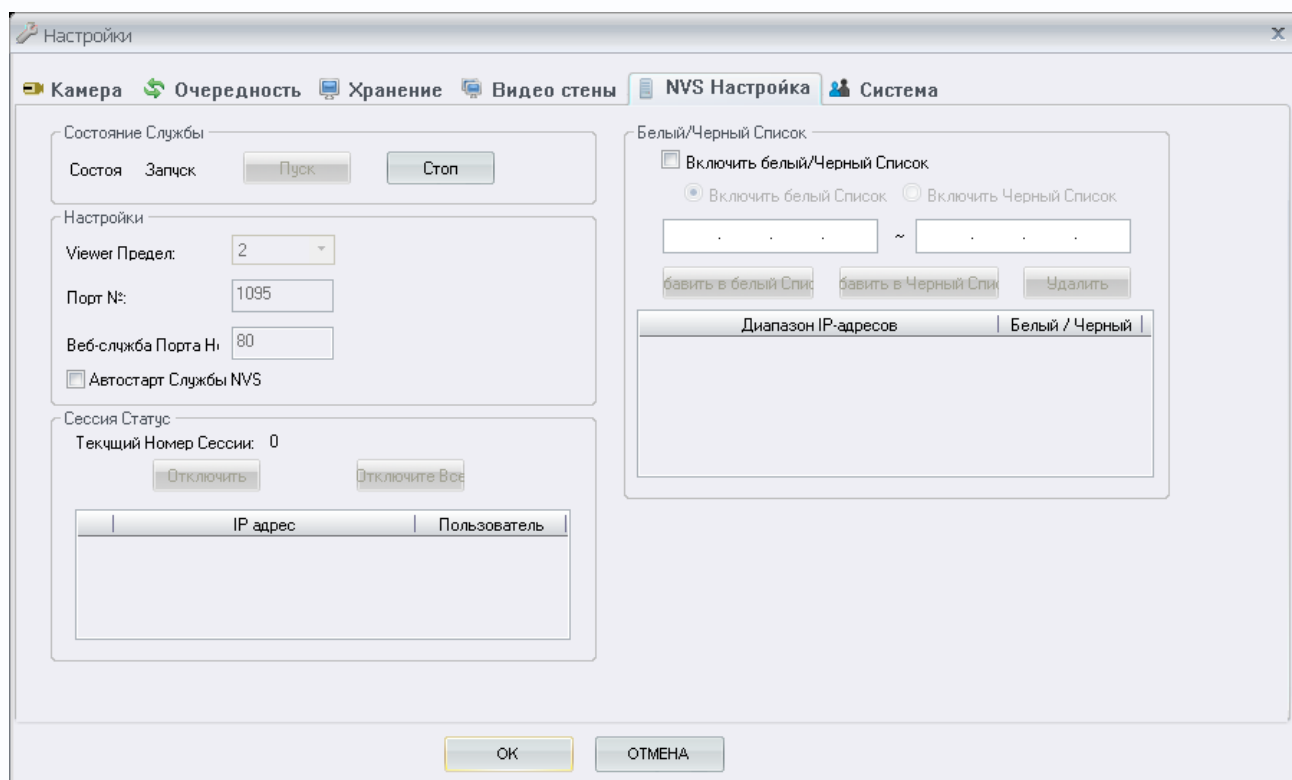 Настройки
Камера Очередность Хранение Видео стены NVS Настройка Система
Состояние Службы
Состоя Запуск Пуск Стоп
Настройки
Viewer Предел: 2
Порт №: 1095
Веб-служба Порта Н 80
Автостарт Службы NVS
Сессия Статус
Текущий Номер Сессии: 0
Отключить Отключите Все
IP адрес Пользователь
Белый/Черный Список
Включить белый/Черный Список
Включить белый Список Включить Черный Список
. . . ~ . . .
бавить в белый Спис бавить в Черный Спи Удалить
Диапазон IP-адресов Белый / Черный
OK ОТМЕНА